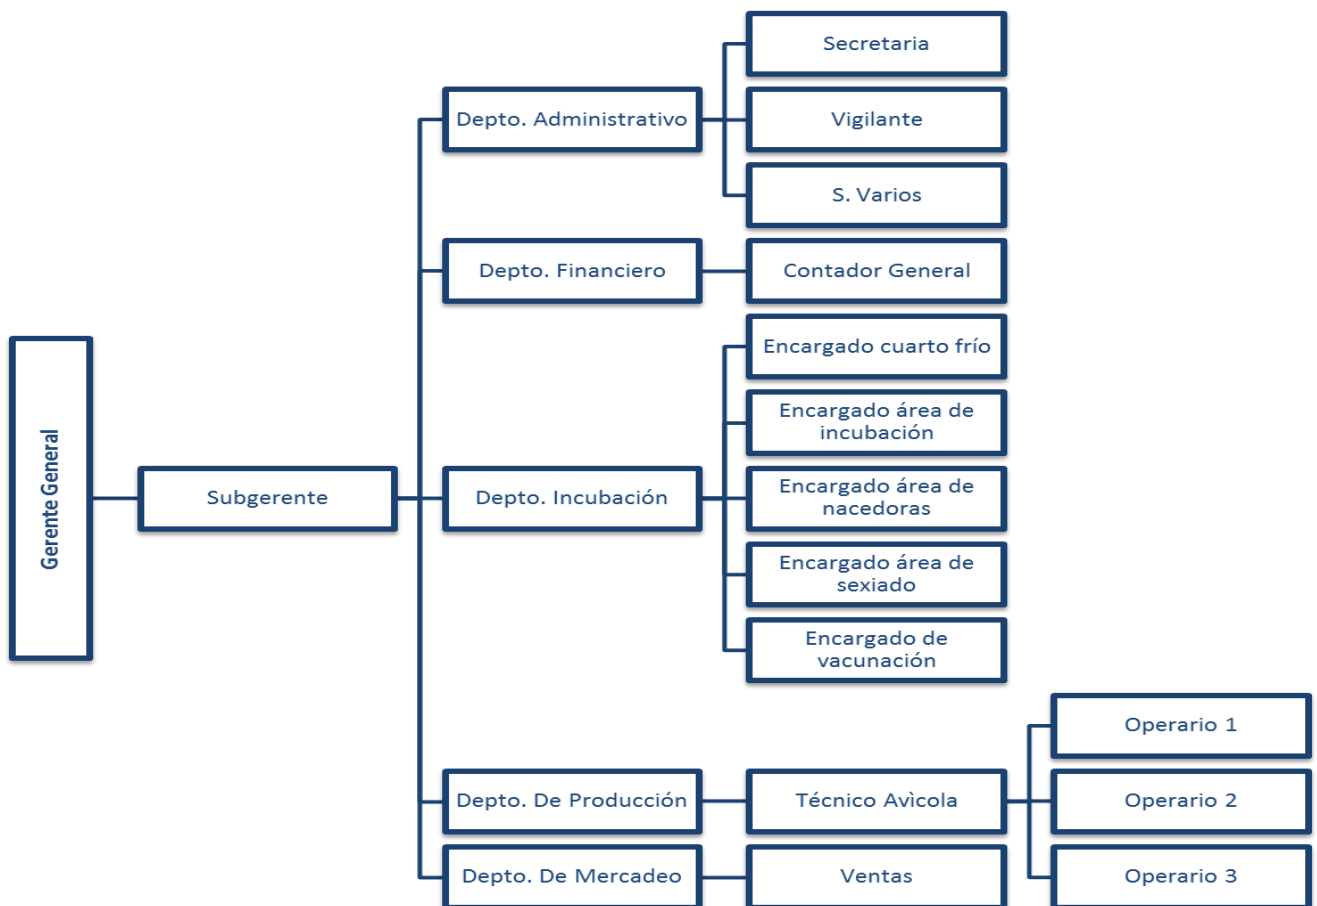 Gerente General
Subgerente
Depto. Administrativo
Secretaria
Vigilante
S. Varios
Depto. Financiero
Contador General
Depto. Incubación
Encargado cuarto frío
Encargado área de
incubación
Encargado área de
nacedoras
Encargado área de
sexiado
Encargado de
vacunación
Depto. De Producción
Técnico Avìcola
Operario 1
Operario 2
Operario 3
Depto. De Mercadeo
Ventas